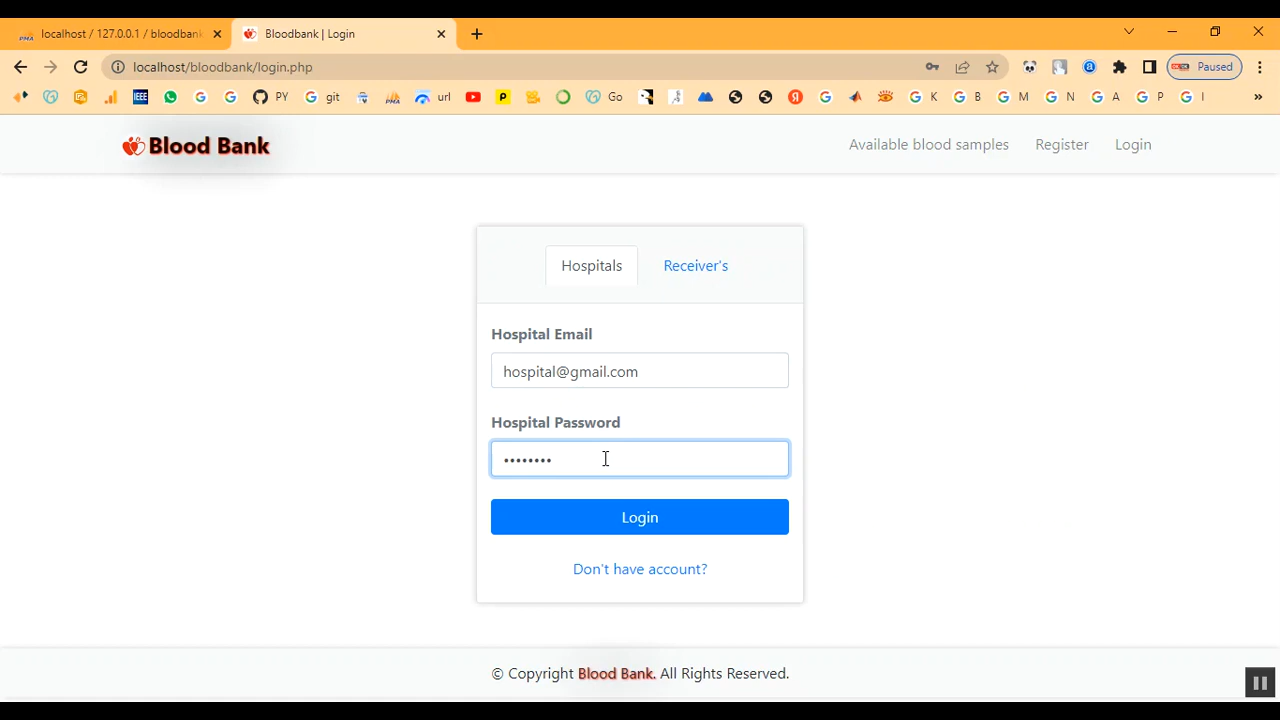 localhost / 127.0.0.1 / bloodbank
Bloodbank | Login
localhost/bloodbank/login.php
Paused
IEEE
PY
git
url
Go
K
B
M
N
A
P
I
Blood Bank
Available blood samples
Register
Login
Hospitals
Receiver's
Hospital Email
hospital@gmail.com
Hospital Password
••••••••
Login
Don't have account?
© Copyright Blood Bank. All Rights Reserved.